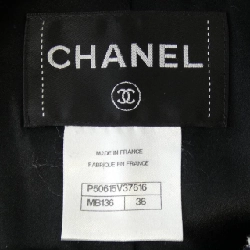 CHANEL
MADE IN FRANCE
FABRIQUE EN FRANCE
P50615V37516
MB136 36